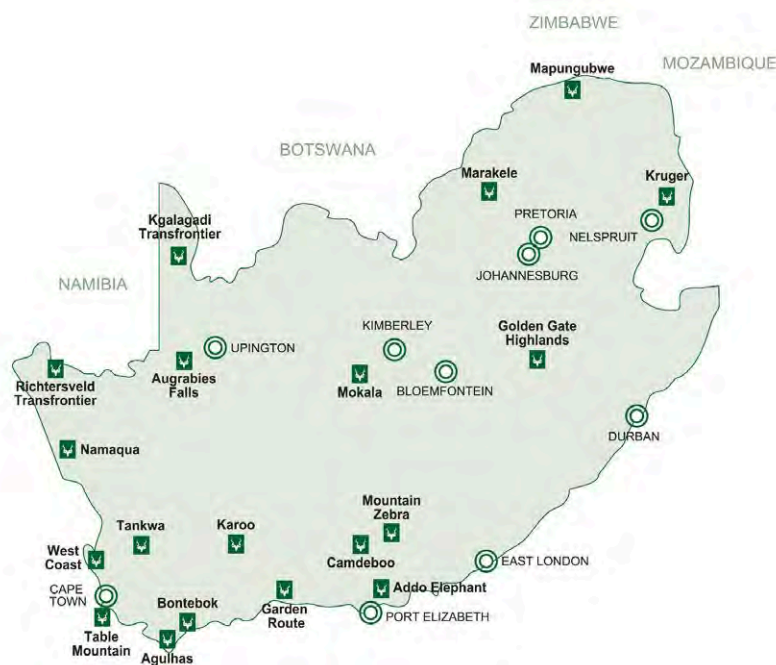 ZIMBABWE
MOZAMBIQUE
Mapungubwe
BOTSWANA
Marakele
Kruger
PRETORIA
NELSPRUIT
JOHANNESBURG
Kgalagadi
Transfrontier
NAMIBIA
UPINGTON
KIMBERLEY
Golden Gate
Highlands
Richtersveld
Transfrontier
Augrabies
Falls
Mokala
BLOEMFONTEIN
DURBAN
Namaqua
Mountain
Zebra
Tankwa
Karoo
West
Coast
Camdeboo
EAST LONDON
CAPE
TOWN
Addo Elephant
Bontebok
Garden
Route
PORT ELIZABETH
Table
Mountain
Agulhas